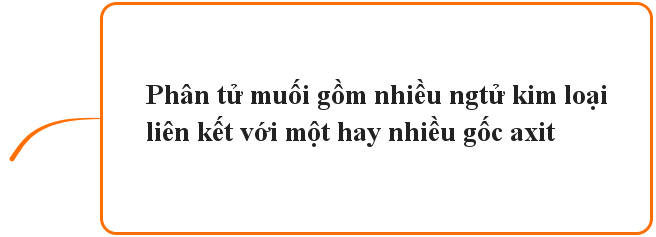 Phân tử muối gồm nhiều ngtử kim loại
liên kết với một hay nhiều gốc axit